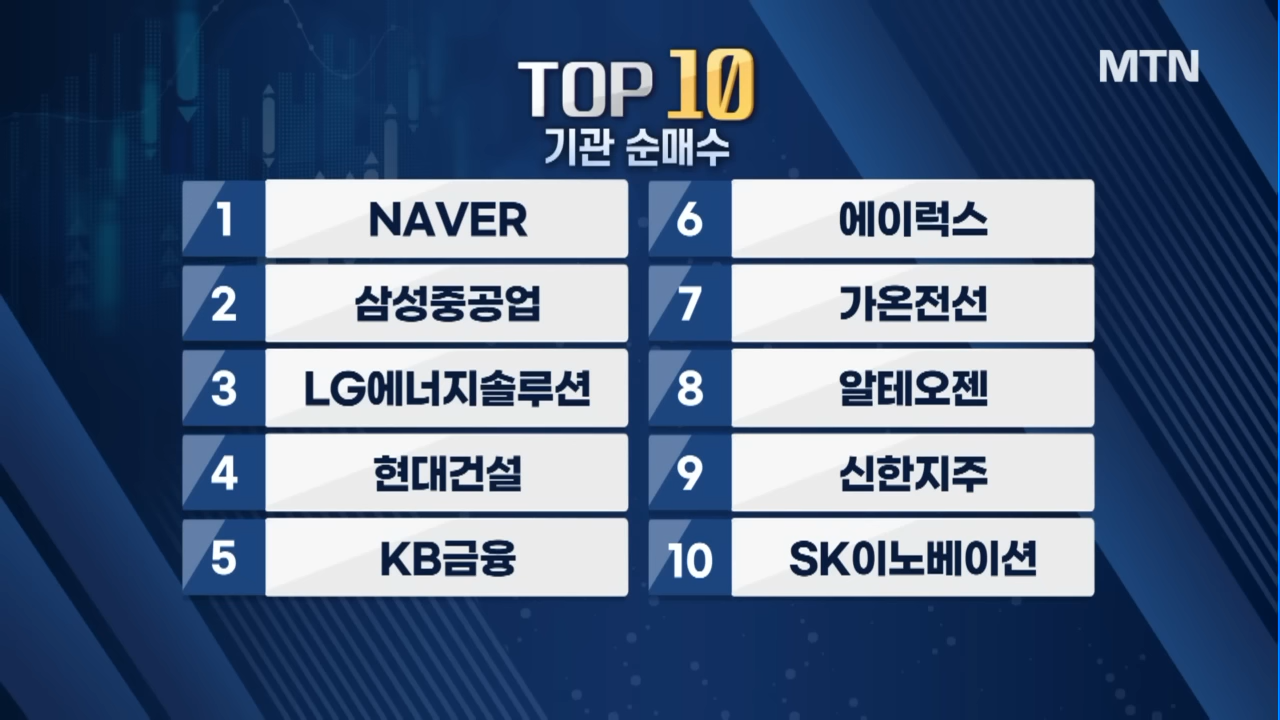 TOP 10
MTN
기관 순매수
1 NAVER
2 삼성중공업
3 LG에너지솔루션
4 현대건설
5 KB금융
6 에이럭스
7 가온전선
8 알테오젠
9 신한지주
10 SK이노베이션